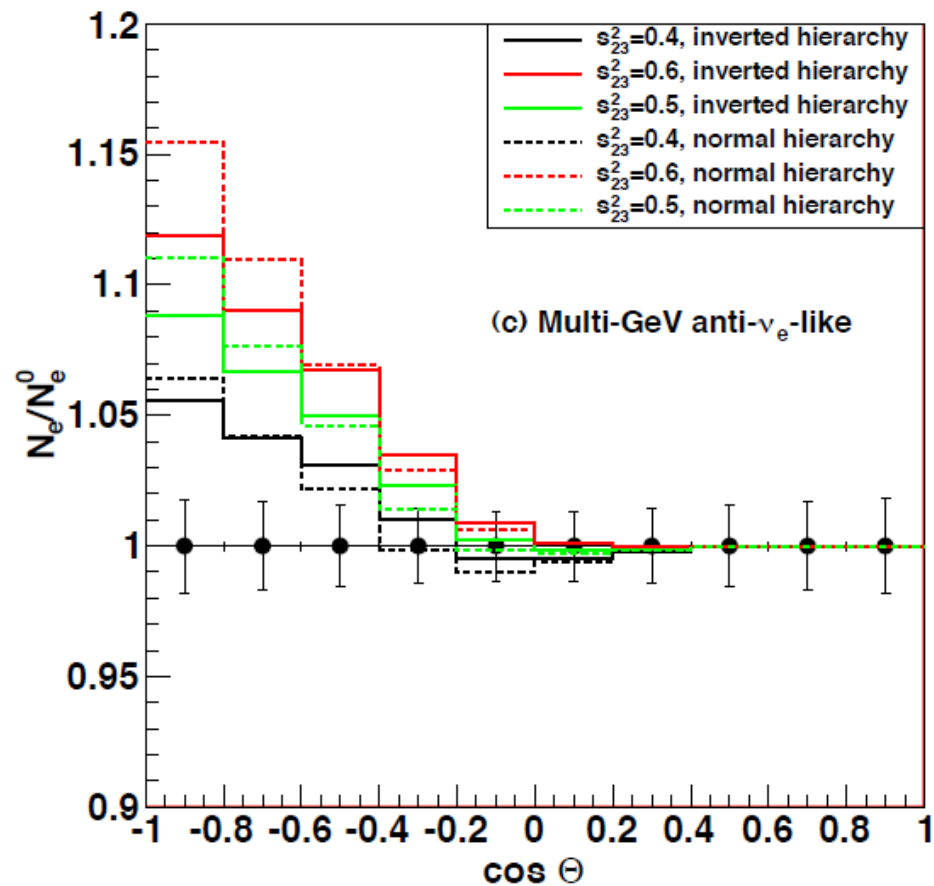 1.2
1.15
1.1
1.05
1
0.95
0.9
N_e/N_e^0
s²₂₃=0.4, inverted hierarchy
s²₂₃=0.6, inverted hierarchy
s²₂₃=0.5, inverted hierarchy
s²₂₃=0.4, normal hierarchy
s²₂₃=0.6, normal hierarchy
s²₂₃=0.5, normal hierarchy
(c) Multi-GeV anti-νₑ-like
-1 -0.8 -0.6 -0.4 -0.2 0 0.2 0.4 0.6 0.8 1
cos Θ